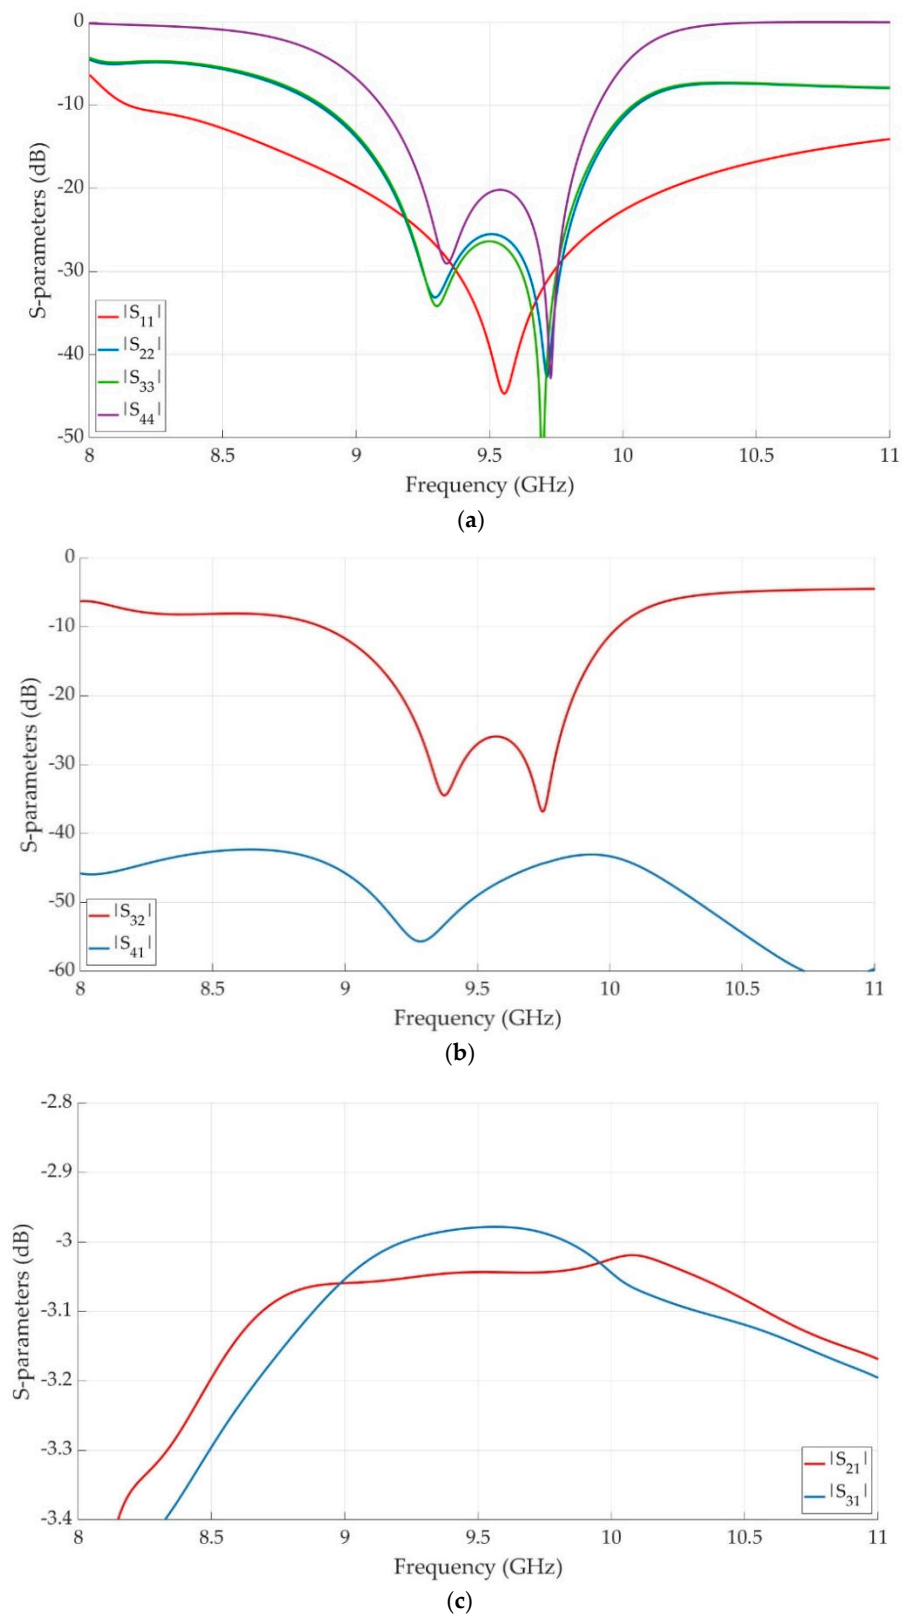 0
-10
-20
-30
-40
-50
S-parameters (dB)
|S11|
|S22|
|S33|
|S44|
8 8.5 9 9.5 10 10.5 11
Frequency (GHz)
(a)
0
-10
-20
-30
-40
-50
-60
S-parameters (dB)
|S32|
|S41|
8 8.5 9 9.5 10 10.5 11
Frequency (GHz)
(b)
-2.8
-2.9
-3
-3.1
-3.2
-3.3
-3.4
S-parameters (dB)
|S21|
|S31|
8 8.5 9 9.5 10 10.5 11
Frequency (GHz)
(c)